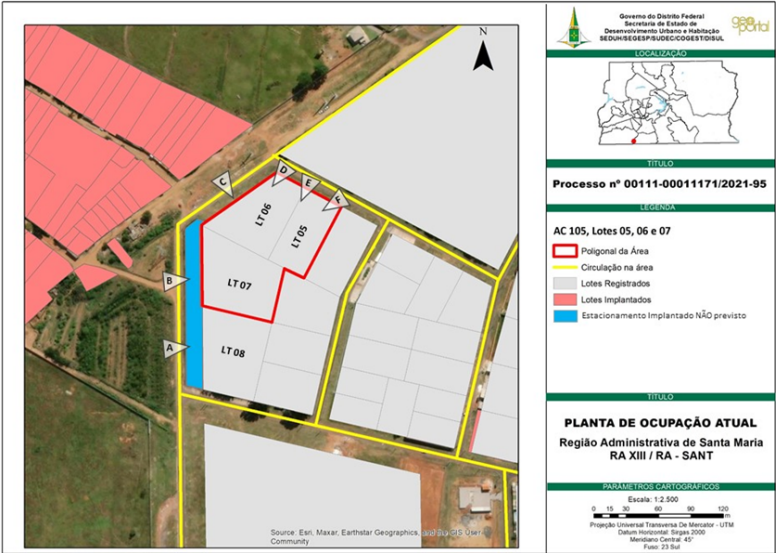 N
C
D
E
F
LT 06
LT 05
B
LT 07
A
LT 08
Source: Esri, Maxar, Earthstar Geographics, and the GIS User
Community
Governo do Distrito Federal
Secretaria de Estado de
Desenvolvimento Urbano e Habitação
SEDUH/SEGESP/SUDEC/COGEST/DISUL
geo
portal
LOCALIZAÇÃO
TÍTULO
Processo nº 00111-00011171/2021-95
LEGENDA
AC 105, Lotes 05, 06 e 07
Poligonal da Área
Circulação na área
Lotes Registrados
Lotes Implantados
Estacionamento Implantado NÃO previsto
TÍTULO
PLANTA DE OCUPAÇÃO ATUAL
Região Administrativa de Santa Maria
RA XIII / RA - SANT
PARÂMETROS CARTOGRÁFICOS
Escala: 1:2.500
0 15 30 60 90 120
m
Projeção Universal Transversa De Mercator - UTM
Datum Horizontal: Sirgas 2000
Meridiano Central: 45°
Fuso: 23 Sul